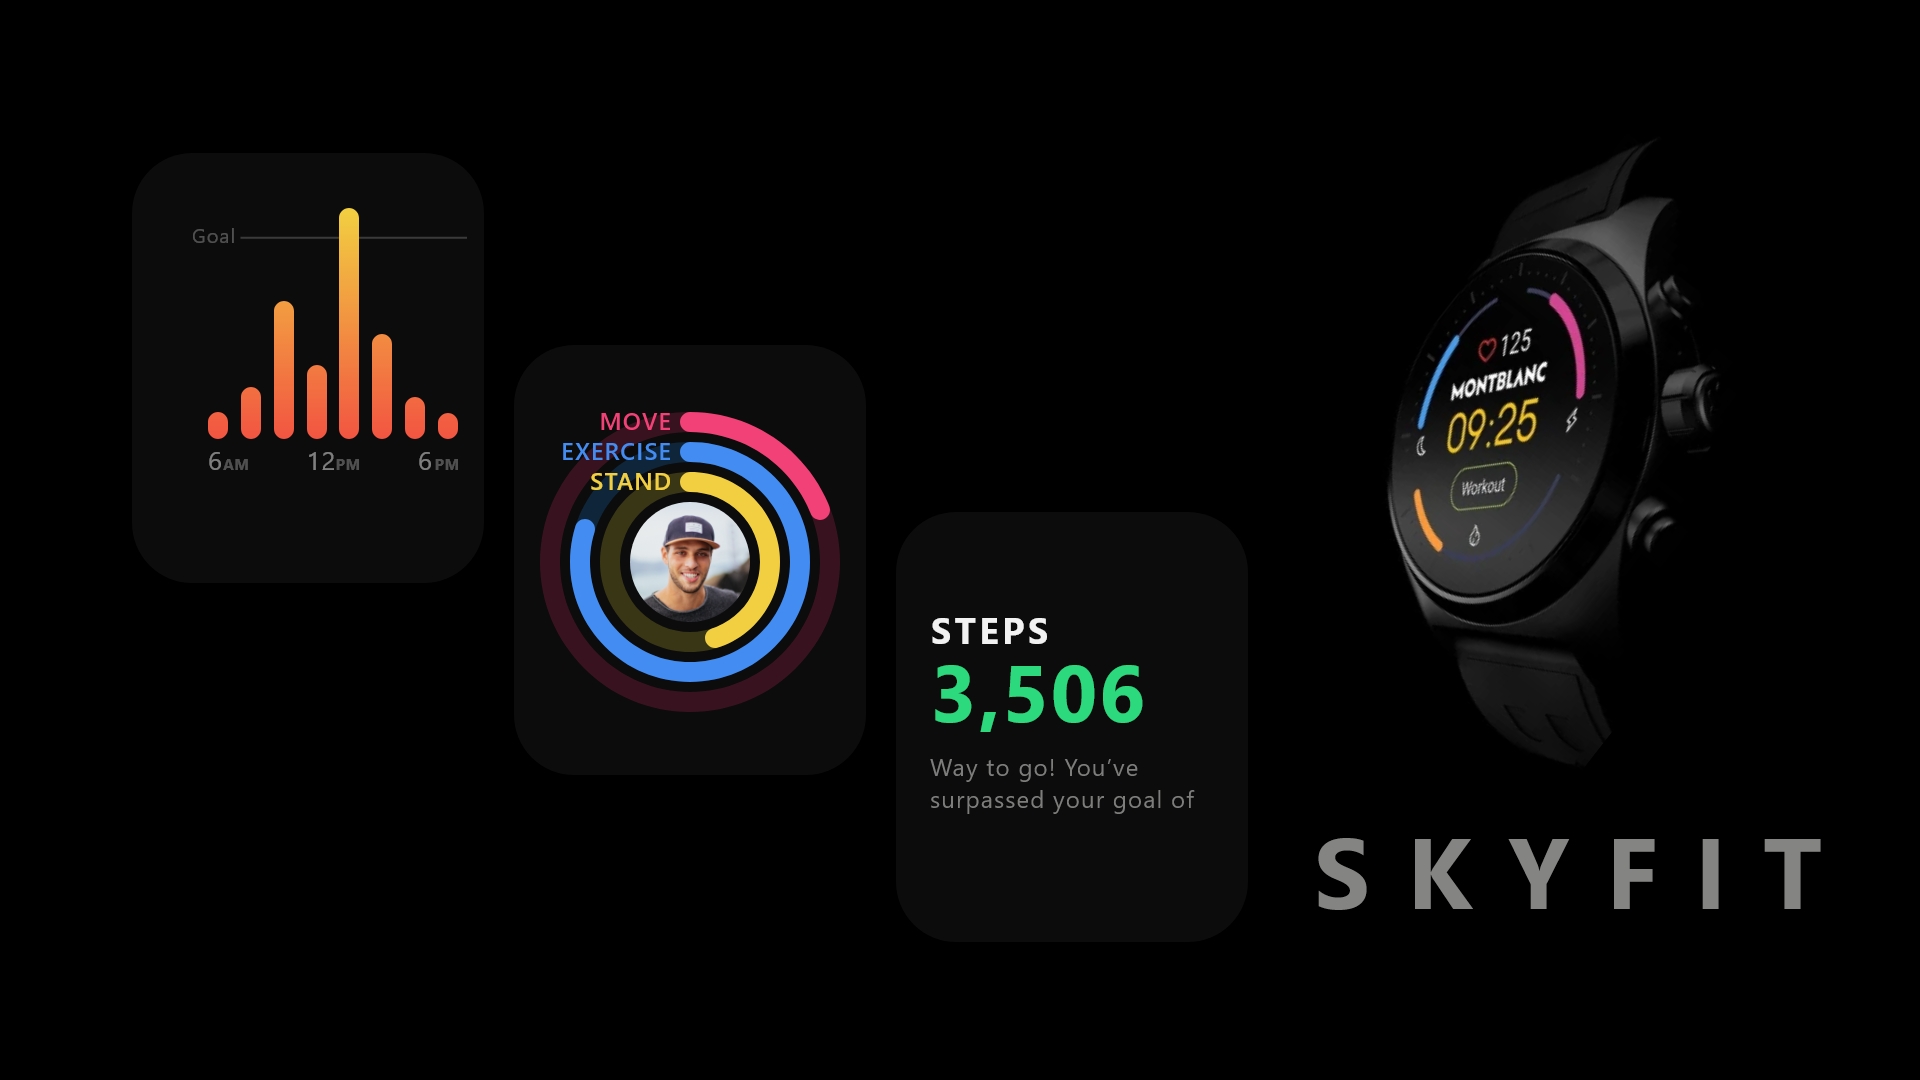 Goal
6AM 12PM 6PM
MOVE
EXERCISE
STAND
STEPS
3,506
Way to go! You’ve
surpassed your goal of
125
MONTBLANC
09:25
Workout
SKYFIT